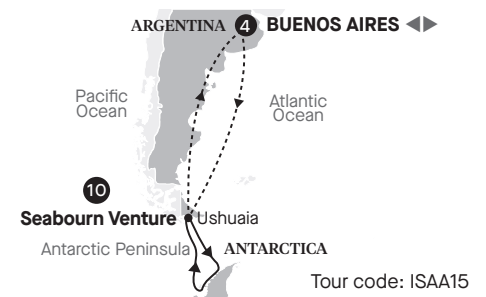 ARGENTINA 4 BUENOS AIRES
Pacific
Ocean
Atlantic
Ocean
10
Seabourn Venture Ushuaia
Antarctic Peninsula ANTARCTICA
Tour code: ISAA15